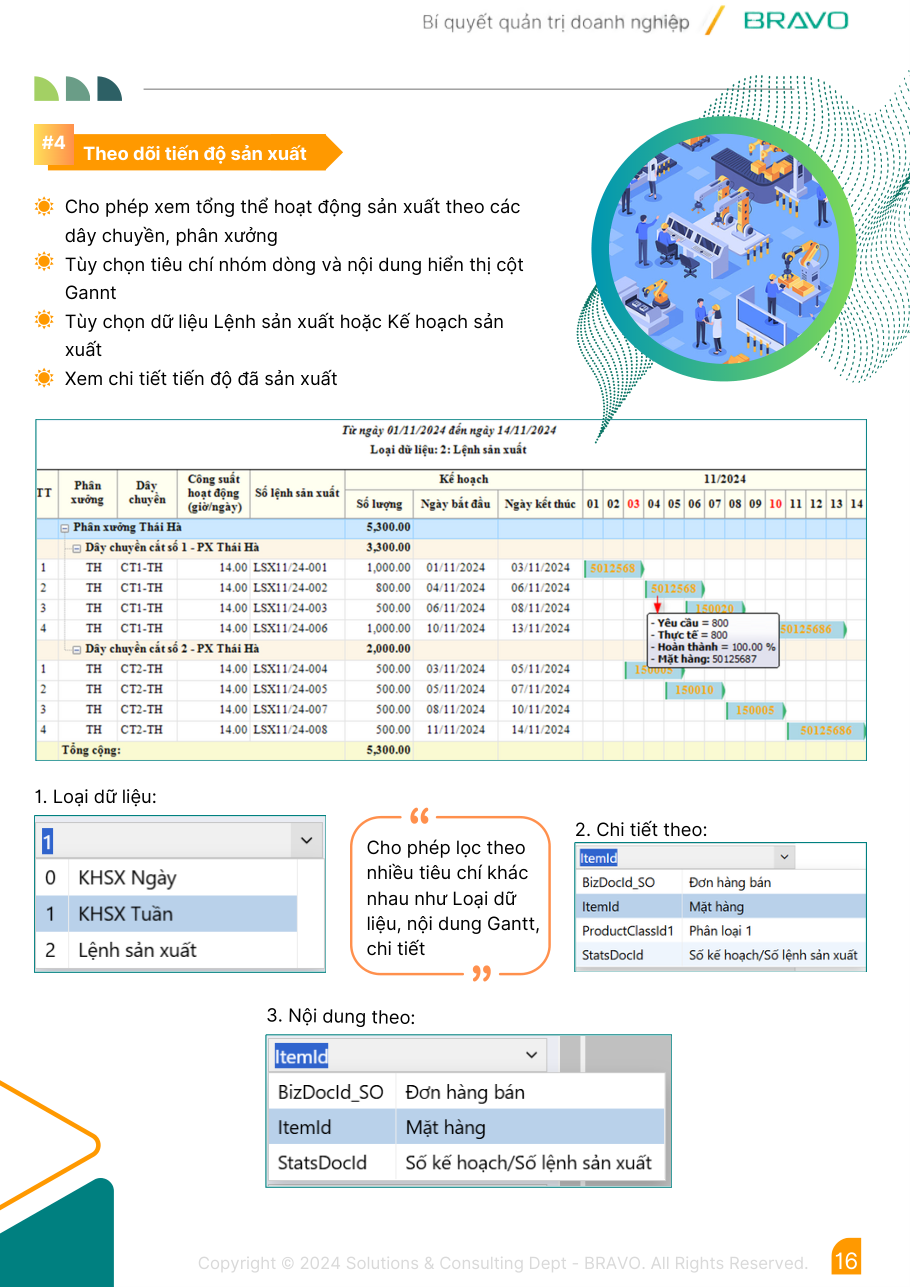 Bí quyết quản trị doanh nghiệp
BRAVO
#4
Theo dõi tiến độ sản xuất
Cho phép xem tổng thể hoạt động sản xuất theo các
dây chuyền, phân xưởng
Tùy chọn tiêu chí nhóm dòng và nội dung hiển thị cột
Gannt
Tùy chọn dữ liệu Lệnh sản xuất hoặc Kế hoạch sản
xuất
Xem chi tiết tiến độ đã sản xuất
Từ ngày 01/11/2024 đến ngày 14/11/2024
Loại dữ liệu: 2: Lệnh sản xuất
TT Phân xưởng Dây chuyền Công suất hoạt động (giờ/ngày) Số lệnh sản xuất Kế hoạch 11/2024
Số lượng Ngày bắt đầu Ngày kết thúc 01 02 03 04 05 06 07 08 09 10 11 12 13 14
Phân xưởng Thái Hà 5,300.00
Dây chuyền cắt số 1 - PX Thái Hà 3,300.00
1 TH CT1-TH 14.00 LSX11/24-001 1,000.00 01/11/2024 03/11/2024 5012568
2 TH CT1-TH 14.00 LSX11/24-002 800.00 04/11/2024 06/11/2024 5012568
3 TH CT1-TH 14.00 LSX11/24-003 500.00 06/11/2024 08/11/2024 150020
4 TH CT1-TH 14.00 LSX11/24-006 1,000.00 10/11/2024 13/11/2024 50125686
- Yêu cầu = 800
- Thực tế = 800
- Hoàn thành = 100.00 %
- Mặt hàng: 50125687
Dây chuyền cắt số 2 - PX Thái Hà 2,000.00
1 TH CT2-TH 14.00 LSX11/24-004 500.00 03/11/2024 05/11/2024 150005
2 TH CT2-TH 14.00 LSX11/24-005 500.00 05/11/2024 07/11/2024 150010
3 TH CT2-TH 14.00 LSX11/24-007 500.00 08/11/2024 10/11/2024 150005
4 TH CT2-TH 14.00 LSX11/24-008 500.00 11/11/2024 14/11/2024 50125686
Tổng cộng: 5,300.00
1. Loại dữ liệu:
1
0 KHSX Ngày
1 KHSX Tuần
2 Lệnh sản xuất
Cho phép lọc theo
nhiều tiêu chí khác
nhau như Loại dữ
liệu, nội dung Gantt,
chi tiết
2. Chi tiết theo:
ItemId
BizDocId_SO Đơn hàng bán
ItemId Mặt hàng
ProductClassId1 Phân loại 1
StatsDocId Số kế hoạch/Số lệnh sản xuất
3. Nội dung theo:
ItemId
BizDocId_SO Đơn hàng bán
ItemId Mặt hàng
StatsDocId Số kế hoạch/Số lệnh sản xuất
Copyright © 2024 Solutions & Consulting Dept - BRAVO. All Rights Reserved.
16